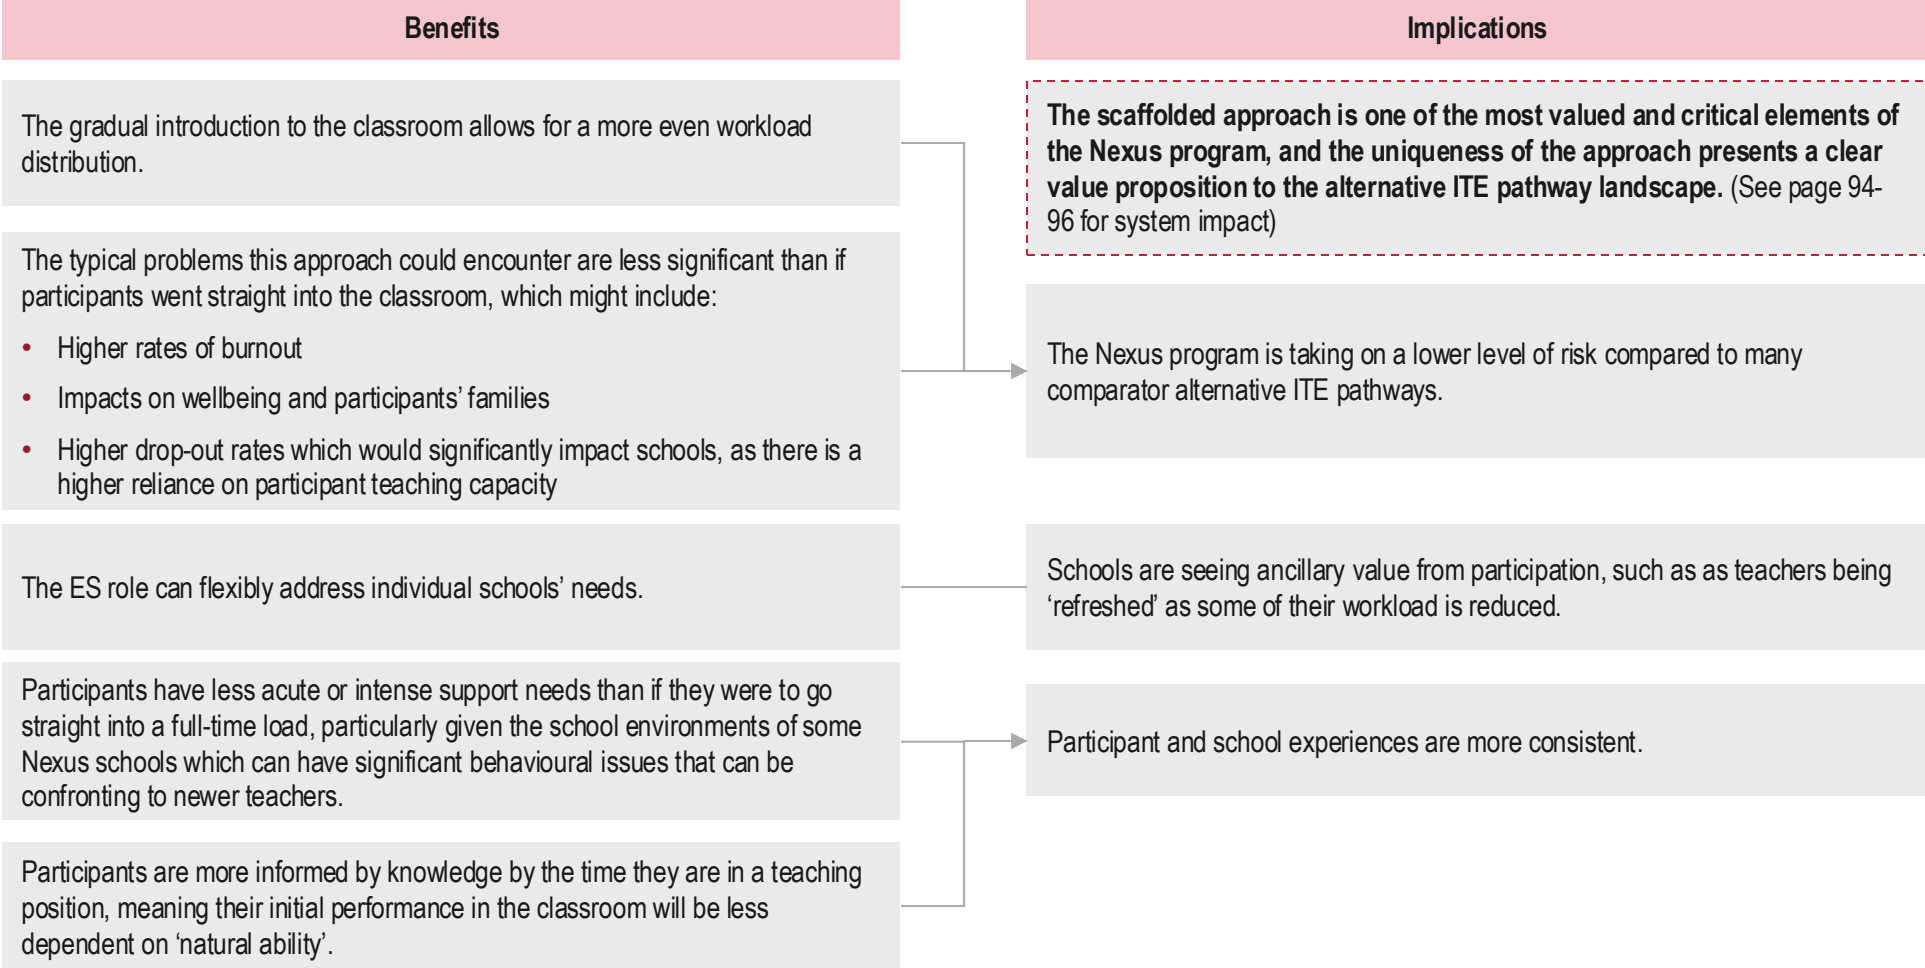 Benefits
The gradual introduction to the classroom allows for a more even workload
distribution.
The typical problems this approach could encounter are less significant than if
participants went straight into the classroom, which might include:
• Higher rates of burnout
• Impacts on wellbeing and participants’ families
• Higher drop-out rates which would significantly impact schools, as there is a
higher reliance on participant teaching capacity
The ES role can flexibly address individual schools’ needs.
Participants have less acute or intense support needs than if they were to go
straight into a full-time load, particularly given the school environments of some
Nexus schools which can have significant behavioural issues that can be
confronting to newer teachers.
Participants are more informed by knowledge by the time they are in a teaching
position, meaning their initial performance in the classroom will be less
dependent on ‘natural ability’.
Implications
The scaffolded approach is one of the most valued and critical elements of
the Nexus program, and the uniqueness of the approach presents a clear
value proposition to the alternative ITE pathway landscape. (See page 94-
96 for system impact)
The Nexus program is taking on a lower level of risk compared to many
comparator alternative ITE pathways.
Schools are seeing ancillary value from participation, such as as teachers being
‘refreshed’ as some of their workload is reduced.
Participant and school experiences are more consistent.